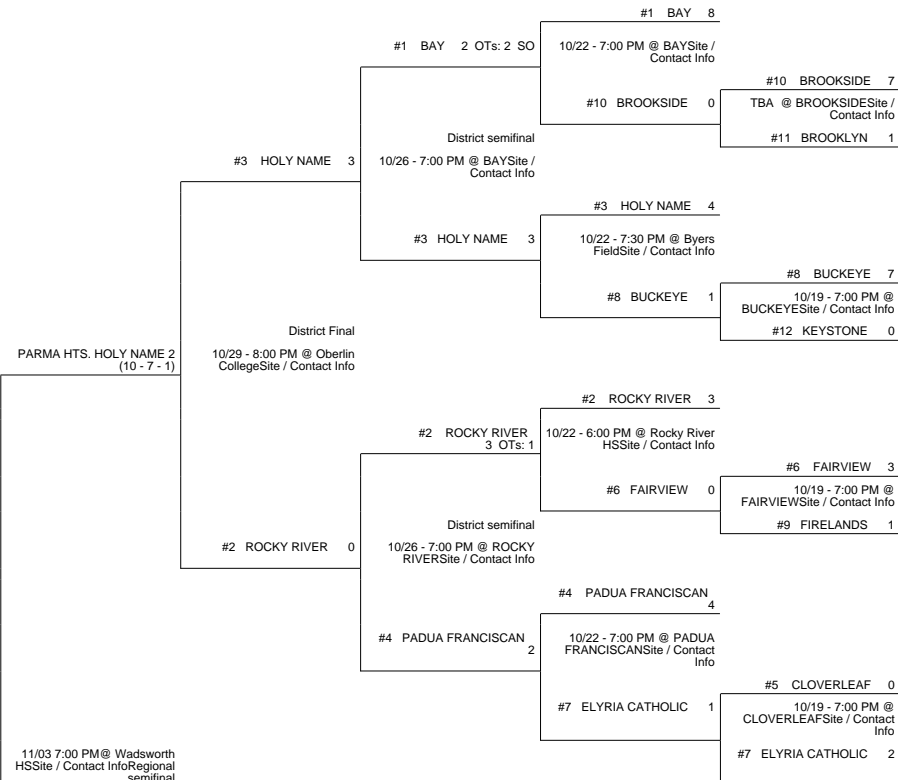 #1 BAY 8
#1 BAY 2 OTs: 2 SO
10/22 - 7:00 PM @ BAYSite /
Contact Info
#10 BROOKSIDE 7
#10 BROOKSIDE 0
TBA @ BROOKSIDESite /
Contact Info
#11 BROOKLYN 1
District semifinal
#3 HOLY NAME 3
10/26 - 7:00 PM @ BAYSite /
Contact Info
#3 HOLY NAME 4
#3 HOLY NAME 3
10/22 - 7:30 PM @ Byers
FieldSite / Contact Info
#8 BUCKEYE 7
#8 BUCKEYE 1
10/19 - 7:00 PM @
BUCKEYESite / Contact Info
#12 KEYSTONE 0
District Final
PARMA HTS. HOLY NAME 2
(10 - 7 - 1)
10/29 - 8:00 PM @ Oberlin
CollegeSite / Contact Info
#2 ROCKY RIVER 3
#2 ROCKY RIVER
3 OTs: 1
10/22 - 6:00 PM @ Rocky River
HSSite / Contact Info
#6 FAIRVIEW 3
#6 FAIRVIEW 0
10/19 - 7:00 PM @
FAIRVIEWSite / Contact Info
#9 FIRELANDS 1
District semifinal
#2 ROCKY RIVER 0
10/26 - 7:00 PM @ ROCKY
RIVERSite / Contact Info
#4 PADUA FRANCISCAN
4
#4 PADUA FRANCISCAN
2
10/22 - 7:00 PM @ PADUA
FRANCISCANSite / Contact
Info
#5 CLOVERLEAF 0
#7 ELYRIA CATHOLIC 1
10/19 - 7:00 PM @
CLOVERLEAFSite / Contact
Info
#7 ELYRIA CATHOLIC 2
11/03 7:00 PM@ Wadsworth
HSSite / Contact InfoRegional
semifinal